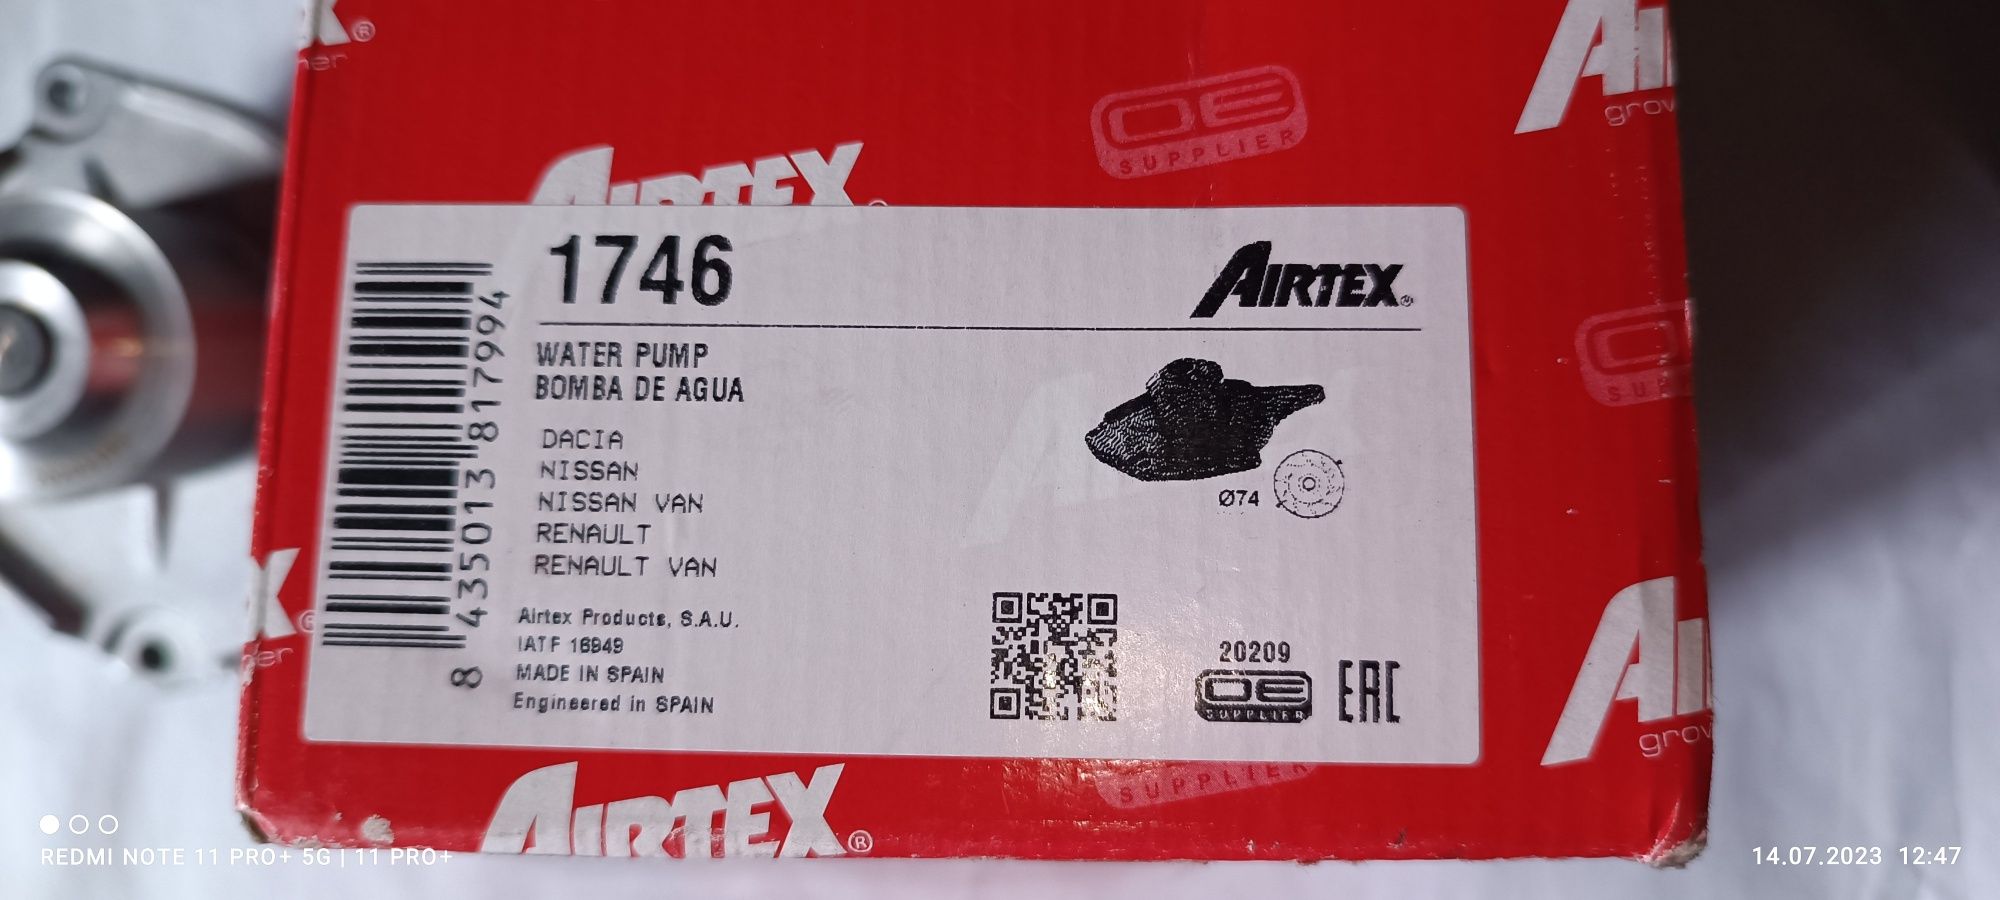 AIRTEX
OE
SUPPLIER
1746
AIRTEX
WATER PUMP
BOMBA DE AGUA
DACIA
NISSAN
NISSAN VAN
RENAULT
RENAULT VAN
Ø74
8 435013 817994
Airtex Products, S.A.U.
IATF 16949
MADE IN SPAIN
Engineered in SPAIN
20209
OE
SUPPLIER
EAC
SUPPLIER
AIRTEX®
REDMI NOTE 11 PRO+ 5G | 11 PRO+
14.07.2023 12:47